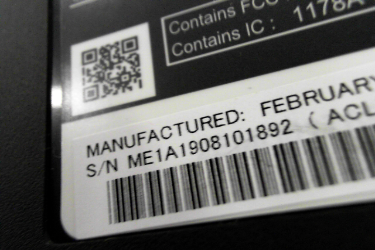 Contains FCC
Contains IC : 1178A
MANUFACTURED: FEBRUARY
S/N ME1A1908101892 ( ACL